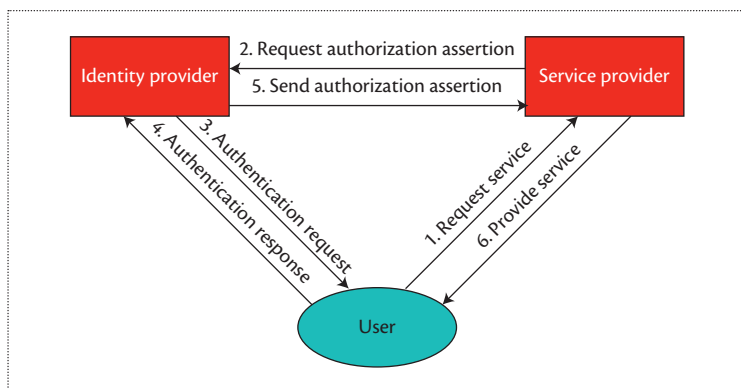 2. Request authorization assertion
Identity provider
Service provider
5. Send authorization assertion
3. Authentication request
4. Authentication response
1. Request service
6. Provide service
User